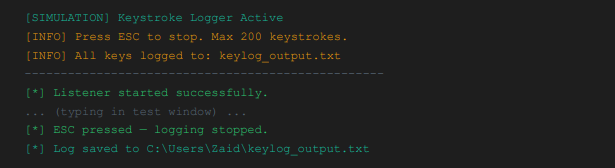 [SIMULATION] Keystroke Logger Active
[INFO] Press ESC to stop. Max 200 keystrokes.
[INFO] All keys logged to: keylog_output.txt
--------------------------------------------------
[*] Listener started successfully.
... (typing in test window) ...
[*] ESC pressed — logging stopped.
[*] Log saved to C:\Users\Zaid\keylog_output.txt